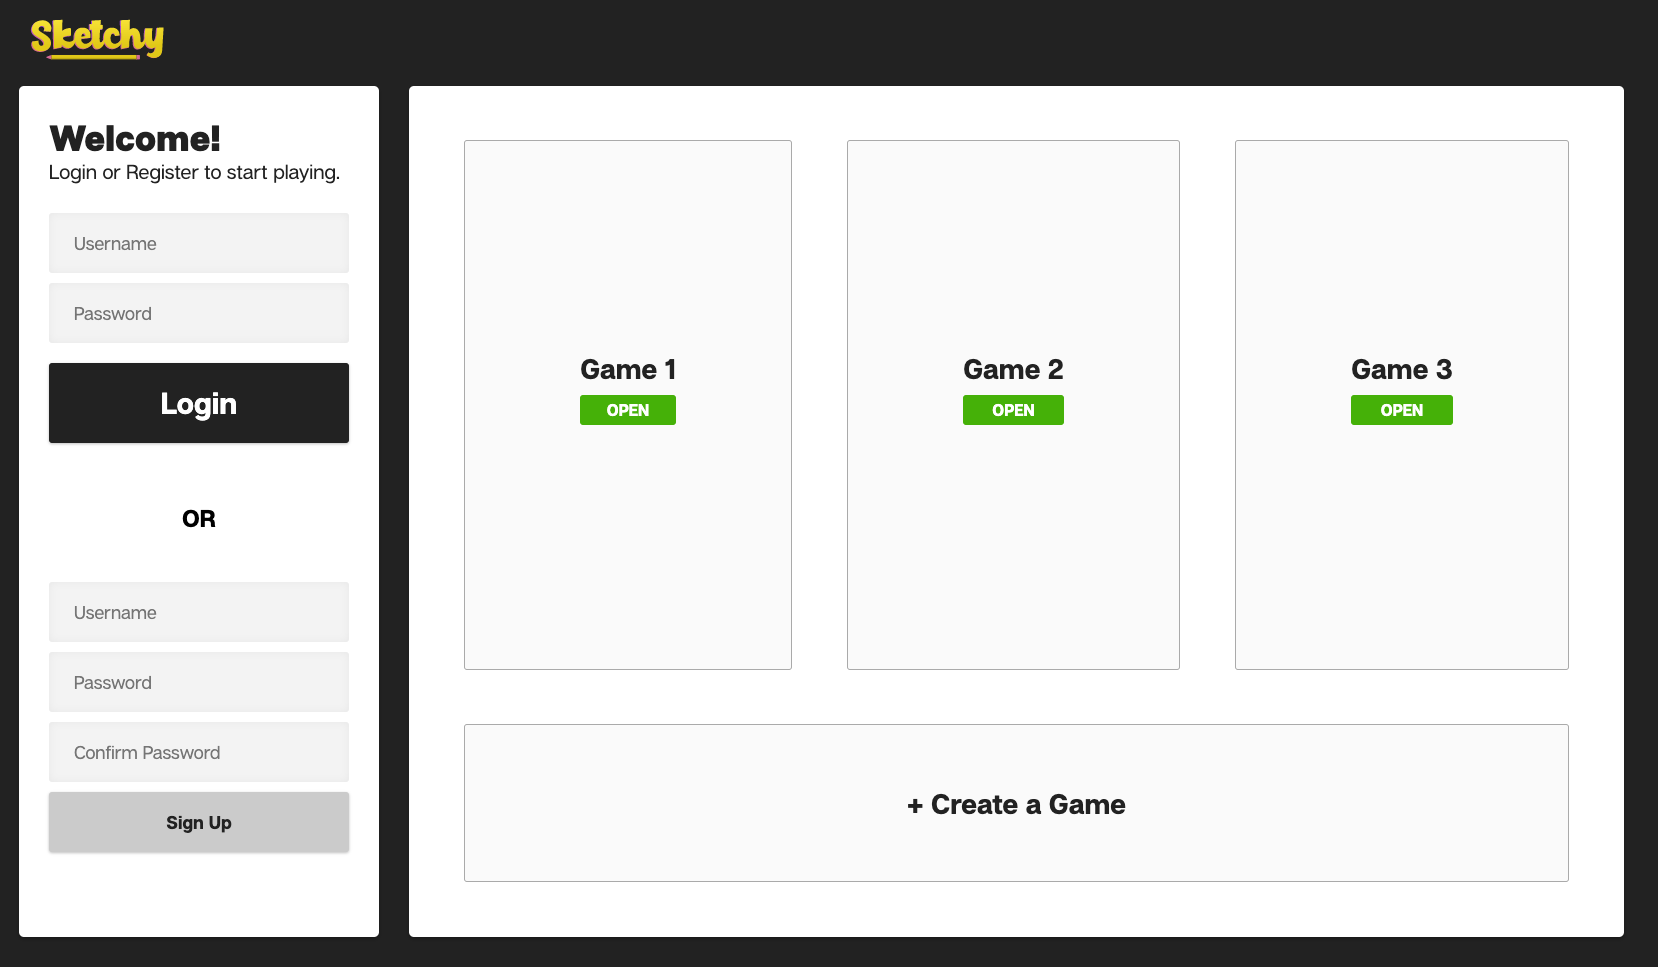 Sketchy
Welcome!
Login or Register to start playing.
Username
Password
Login
OR
Username
Password
Confirm Password
Sign Up
Game 1
OPEN
Game 2
OPEN
Game 3
OPEN
+ Create a Game